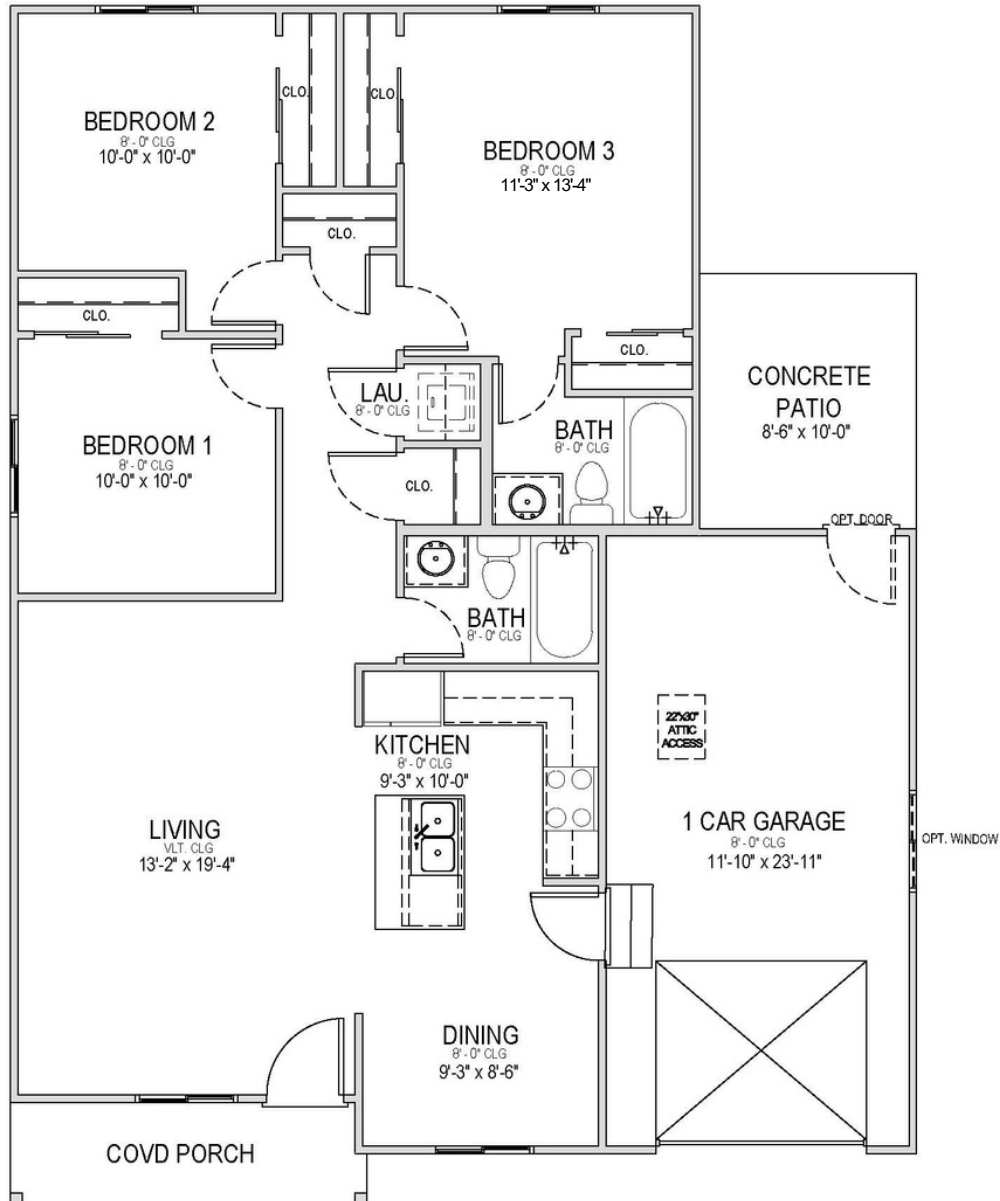 BEDROOM 2
8'-0" CLG
10'-0" x 10'-0"
CLO.
CLO.
BEDROOM 3
8'-0" CLG
11'-3" x 13'-4"
CLO.
CLO.
CLO.
LAU.
8'-0" CLG
BEDROOM 1
8'-0" CLG
10'-0" x 10'-0"
CLO.
BATH
8'-0" CLG
CONCRETE
PATIO
8'-6" x 10'-0"
OPT. DOOR
BATH
8'-0" CLG
22"x30"
ATTIC
ACCESS
KITCHEN
8'-0" CLG
9'-3" x 10'-0"
LIVING
VLT. CLG
13'-2" x 19'-4"
1 CAR GARAGE
8'-0" CLG
11'-10" x 23'-11"
OPT. WINDOW
DINING
8'-0" CLG
9'-3" x 8'-6"
COVD PORCH